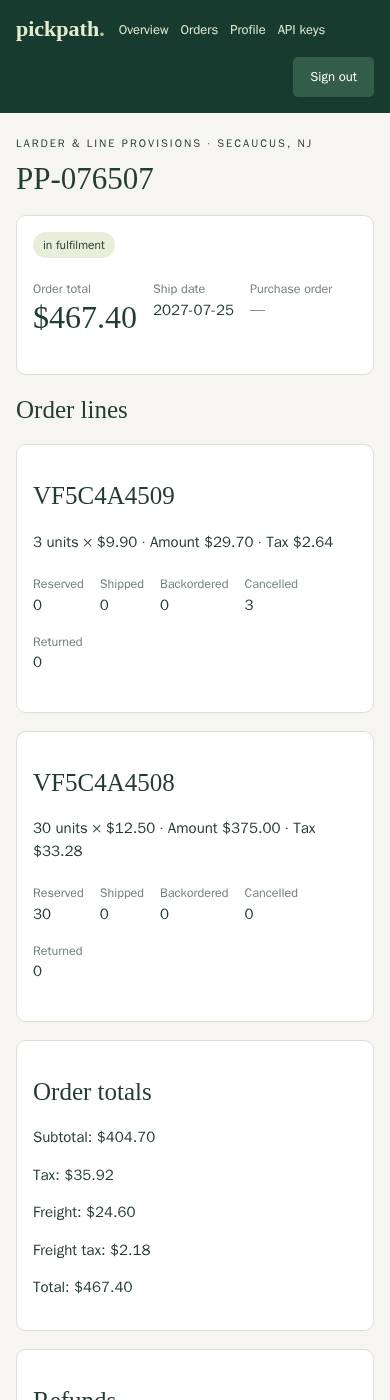 pickpath. Overview Orders Profile API keys
Sign out
LARDER & LINE PROVISIONS · SECAUCUS, NJ
PP-076507
in fulfilment
Order total Ship date Purchase order
$467.40 2027-07-25 —
Order lines
VF5C4A4509
3 units × $9.90 · Amount $29.70 · Tax $2.64
Reserved Shipped Backordered Cancelled
0 0 0 3
Returned
0
VF5C4A4508
30 units × $12.50 · Amount $375.00 · Tax
$33.28
Reserved Shipped Backordered Cancelled
30 0 0 0
Returned
0
Order totals
Subtotal: $404.70
Tax: $35.92
Freight: $24.60
Freight tax: $2.18
Total: $467.40
Refunds